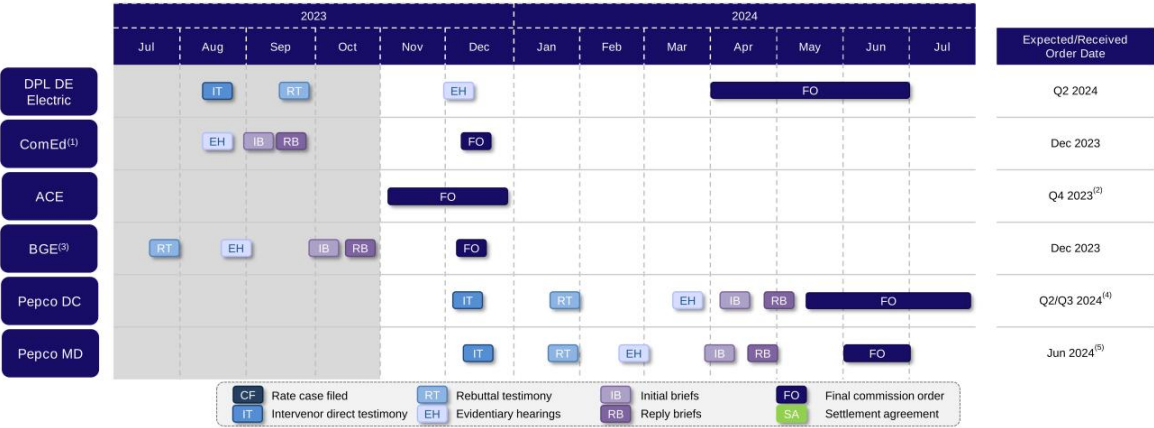 2023 2024
Jul Aug Sep Oct Nov Dec Jan Feb Mar Apr May Jun Jul
Expected/Received
Order Date
DPL DE
Electric
IT RT EH FO
Q2 2024
ComEd(1)
EH IB RB FO
Dec 2023
ACE
FO
Q4 2023(2)
BGE(3)
RT EH IB RB FO
Dec 2023
Pepco DC
IT RT EH IB RB FO
Q2/Q3 2024(4)
Pepco MD
IT RT EH IB RB FO
Jun 2024(5)
CF Rate case filed RT Rebuttal testimony IB Initial briefs FO Final commission order
IT Intervenor direct testimony EH Evidentiary hearings RB Reply briefs SA Settlement agreement